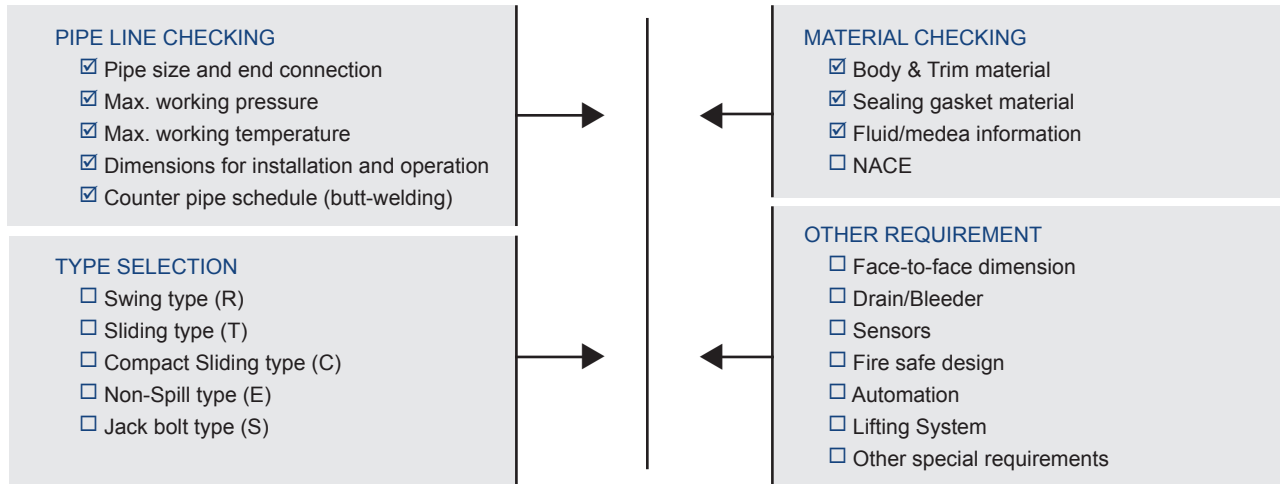 PIPE LINE CHECKING
☑ Pipe size and end connection
☑ Max. working pressure
☑ Max. working temperature
☑ Dimensions for installation and operation
☑ Counter pipe schedule (butt-welding)
TYPE SELECTION
☐ Swing type (R)
☐ Sliding type (T)
☐ Compact Sliding type (C)
☐ Non-Spill type (E)
☐ Jack bolt type (S)
MATERIAL CHECKING
☑ Body & Trim material
☑ Sealing gasket material
☑ Fluid/medea information
☐ NACE
OTHER REQUIREMENT
☐ Face-to-face dimension
☐ Drain/Bleeder
☐ Sensors
☐ Fire safe design
☐ Automation
☐ Lifting System
☐ Other special requirements